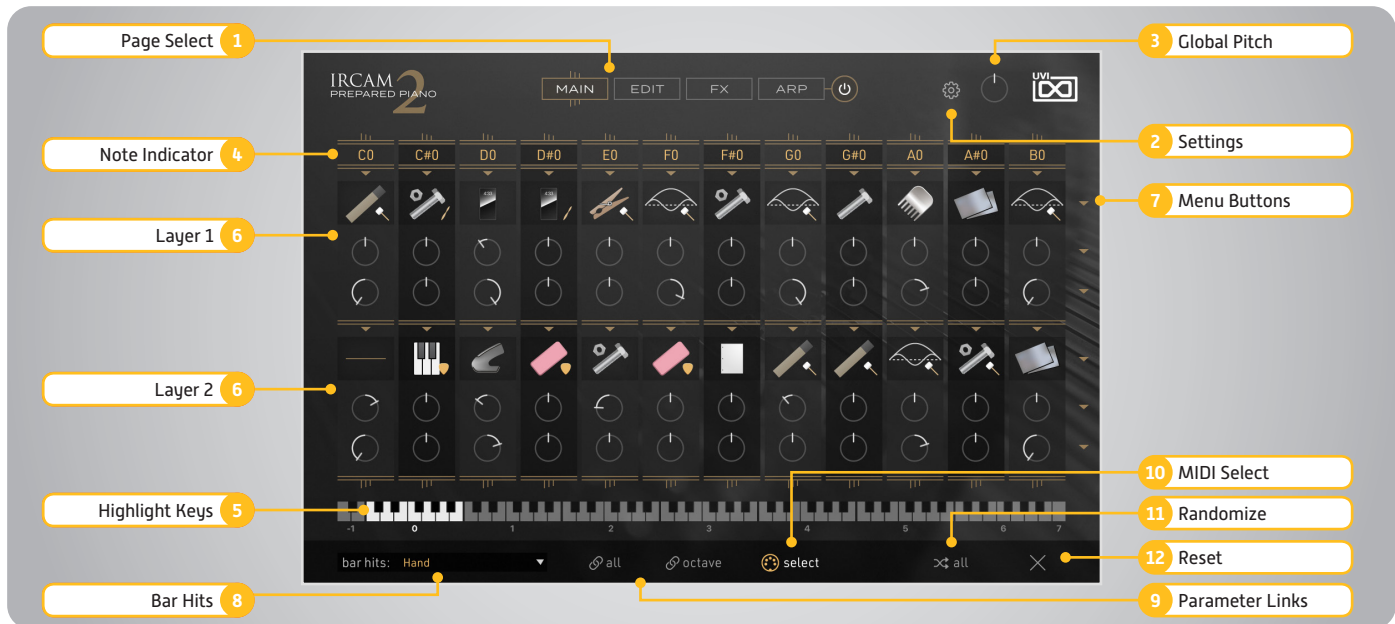 Page Select 1
3 Global Pitch
IRCAM 2
PREPARED PIANO
MAIN EDIT FX ARP
UVI
2 Settings
Note Indicator 4
C0 C#0 D0 D#0 E0 F0 F#0 G0 G#0 A0 A#0 B0
7 Menu Buttons
Layer 1 6
Layer 2 6
10 MIDI Select
Highlight Keys 5
11 Randomize
-1 0 1 2 3 4 5 6 7
bar hits: Hand all octave select all
12 Reset
Bar Hits 8
9 Parameter Links